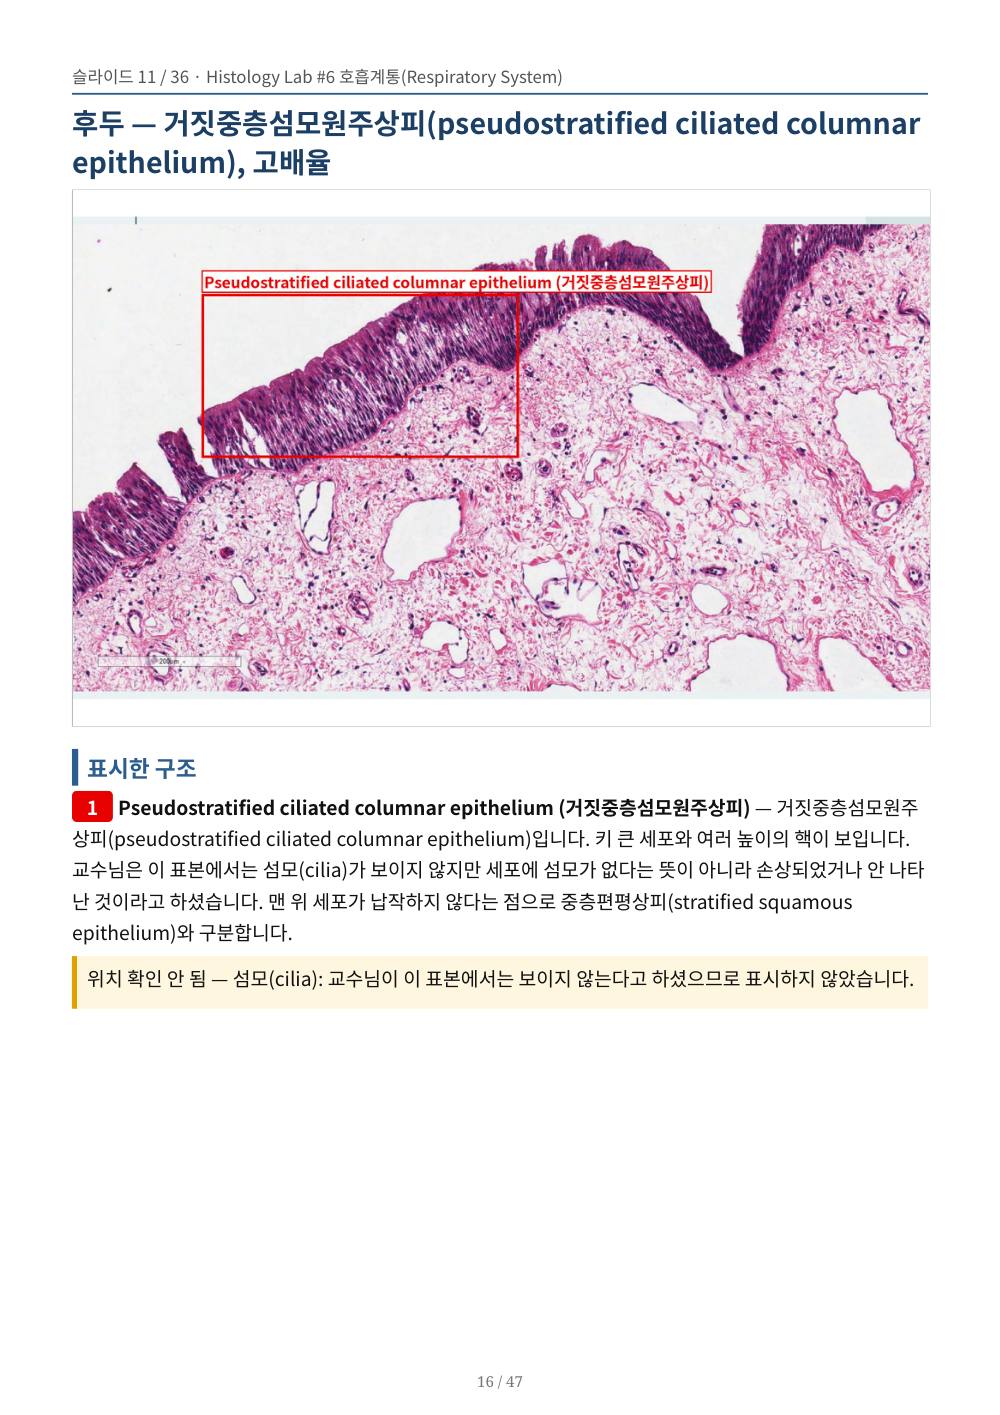 슬라이드 11 / 36 · Histology Lab #6 호흡계통(Respiratory System)
후두 — 거짓중층섬모원주상피(pseudostratified ciliated columnar
epithelium), 고배율
Pseudostratified ciliated columnar epithelium (거짓중층섬모원주상피)
200um
표시한 구조
1 Pseudostratified ciliated columnar epithelium (거짓중층섬모원주상피) — 거짓중층섬모원주
상피(pseudostratified ciliated columnar epithelium)입니다. 키 큰 세포와 여러 높이의 핵이 보입니다.
교수님은 이 표본에서는 섬모(cilia)가 보이지 않지만 세포에 섬모가 없다는 뜻이 아니라 손상되었거나 안 나타
난 것이라고 하셨습니다. 맨 위 세포가 납작하지 않다는 점으로 중층편평상피(stratified squamous
epithelium)와 구분합니다.
위치 확인 안 됨 — 섬모(cilia): 교수님이 이 표본에서는 보이지 않는다고 하셨으므로 표시하지 않았습니다.
16 / 47